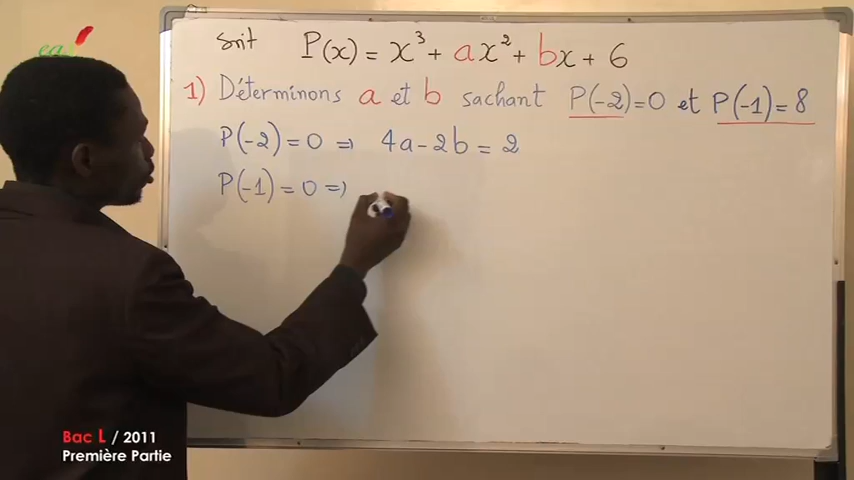 soit P(x) = x³ + ax² + bx + 6
1) Déterminons a et b sachant P(-2)=0 et P(-1)=8
P(-2)=0 ⇒ 4a-2b=2
P(-1)=0 ⇒
Bac L / 2011
Première Partie